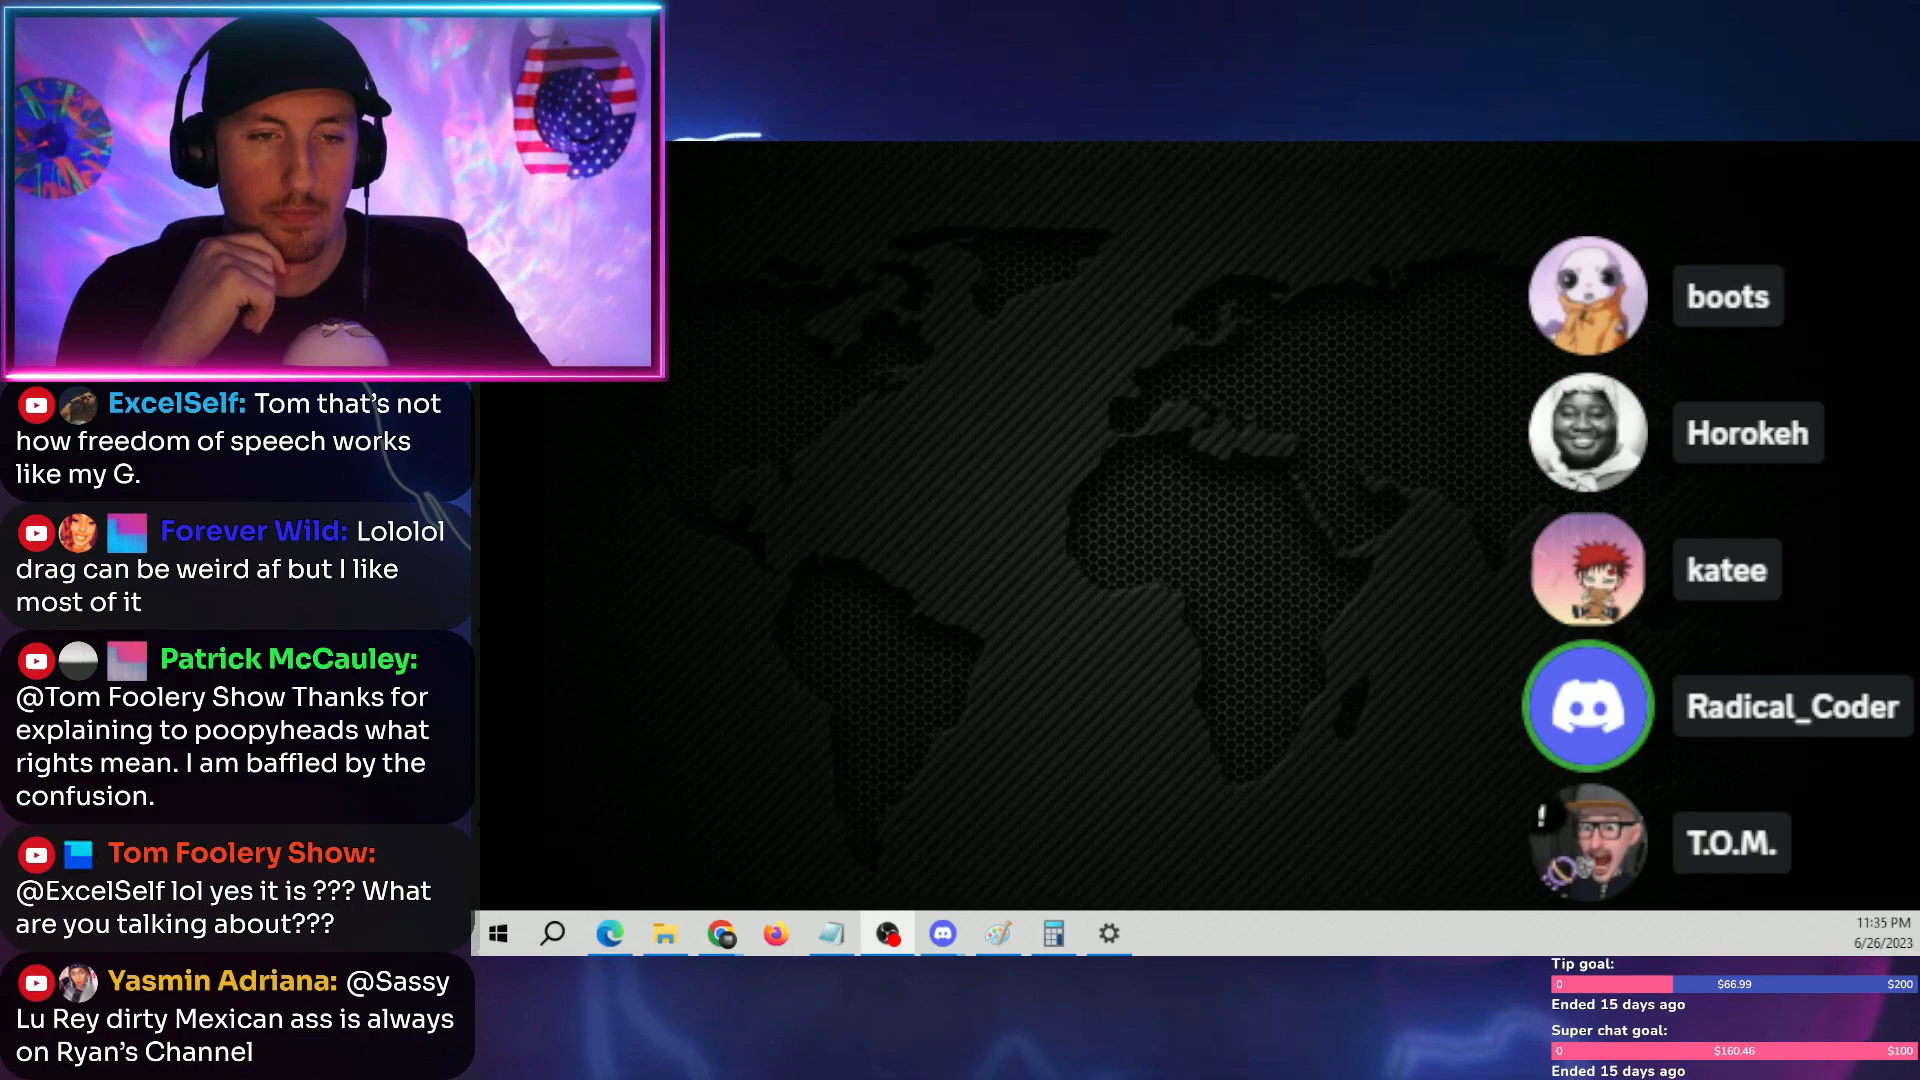 ExcelSelf: Tom that's not
how freedom of speech works
like my G.
Forever Wild: Lololol
drag can be weird af but I like
most of it
Patrick McCauley:
@Tom Foolery Show Thanks for
explaining to poopyheads what
rights mean. I am baffled by the
confusion.
Tom Foolery Show:
@ExcelSelf lol yes it is ??? What
are you talking about???
Yasmin Adriana: @Sassy
Lu Rey dirty Mexican ass is always
on Ryan's Channel
boots
Horokeh
katee
Radical_Coder
!
T.O.M.
11:35 PM
6/26/2023
Tip goal:
0 $66.99 $200
Ended 15 days ago
Super chat goal:
0 $160.46 $100
Ended 15 days ago